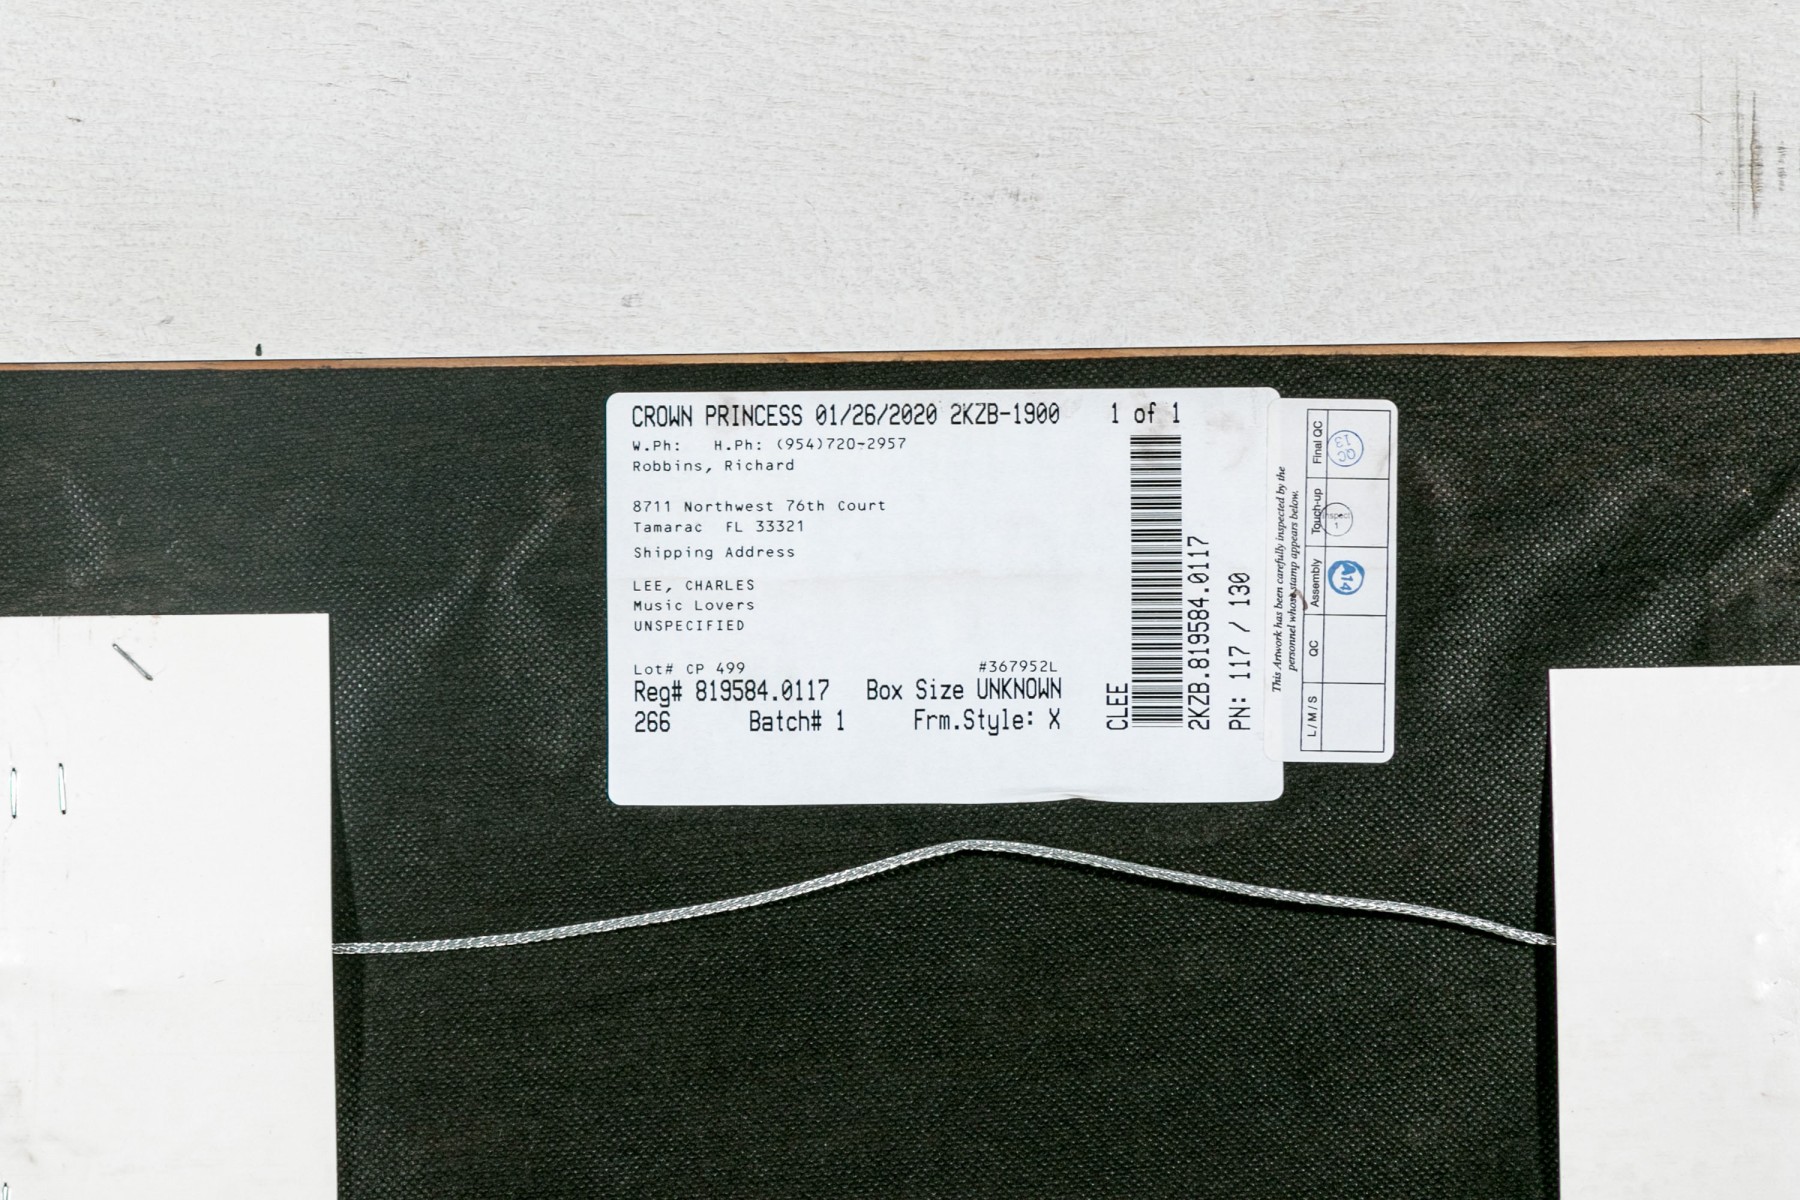 CROWN PRINCESS 01/26/2020 2KZB-1900 1 of 1
W.Ph: H.Ph: (954)720-2957
Robbins, Richard
8711 Northwest 76th Court
Tamarac FL 33321
Shipping Address
LEE, CHARLES
Music Lovers
UNSPECIFIED
Lot# CP 499 #367952L
Reg# 819584.0117 Box Size UNKNOWN
266 Batch# 1 Frm.Style: X
CLEE
2KZB.819584.0117
PN: 117 / 130
This Artwork has been carefully inspected by the
personnel whose stamp appears below.
L/M/S QC Assembly Touch-up Final QC
A14
Inspect
1
QC
13